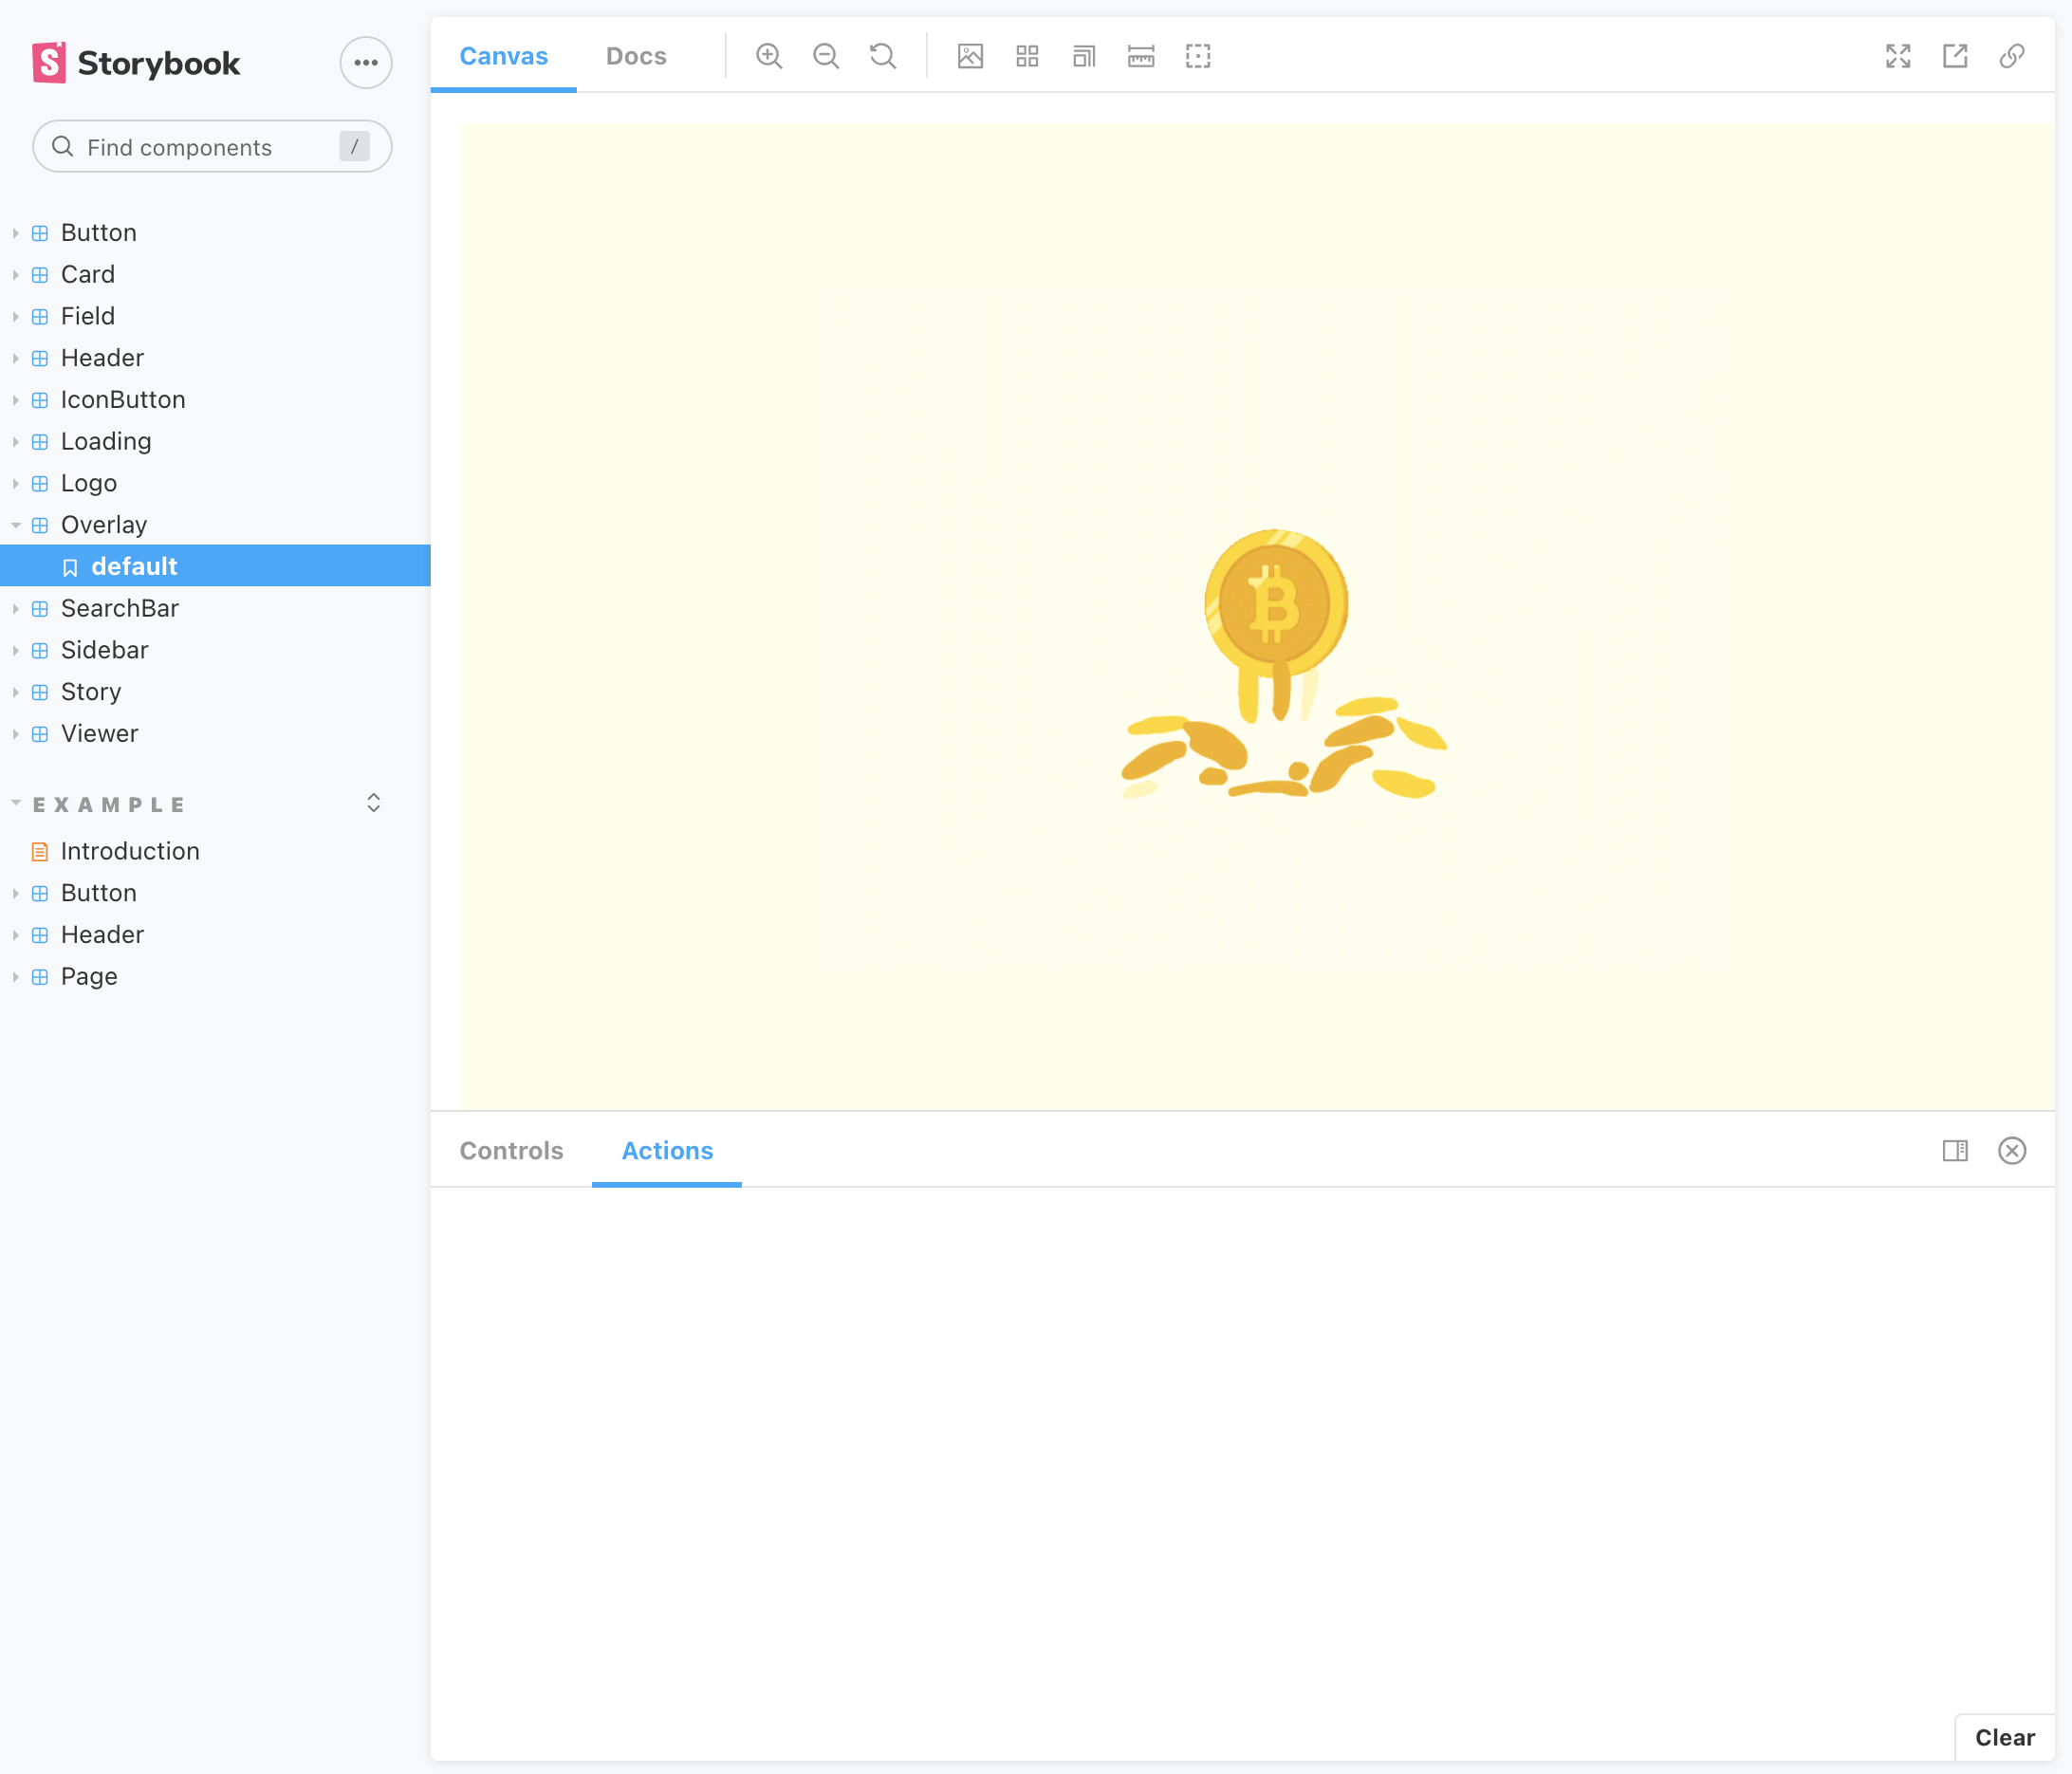 Storybook
Find components /
Button
Card
Field
Header
IconButton
Loading
Logo
Overlay
default
SearchBar
Sidebar
Story
Viewer
EXAMPLE
Introduction
Button
Header
Page
Canvas Docs
Controls Actions
Clear